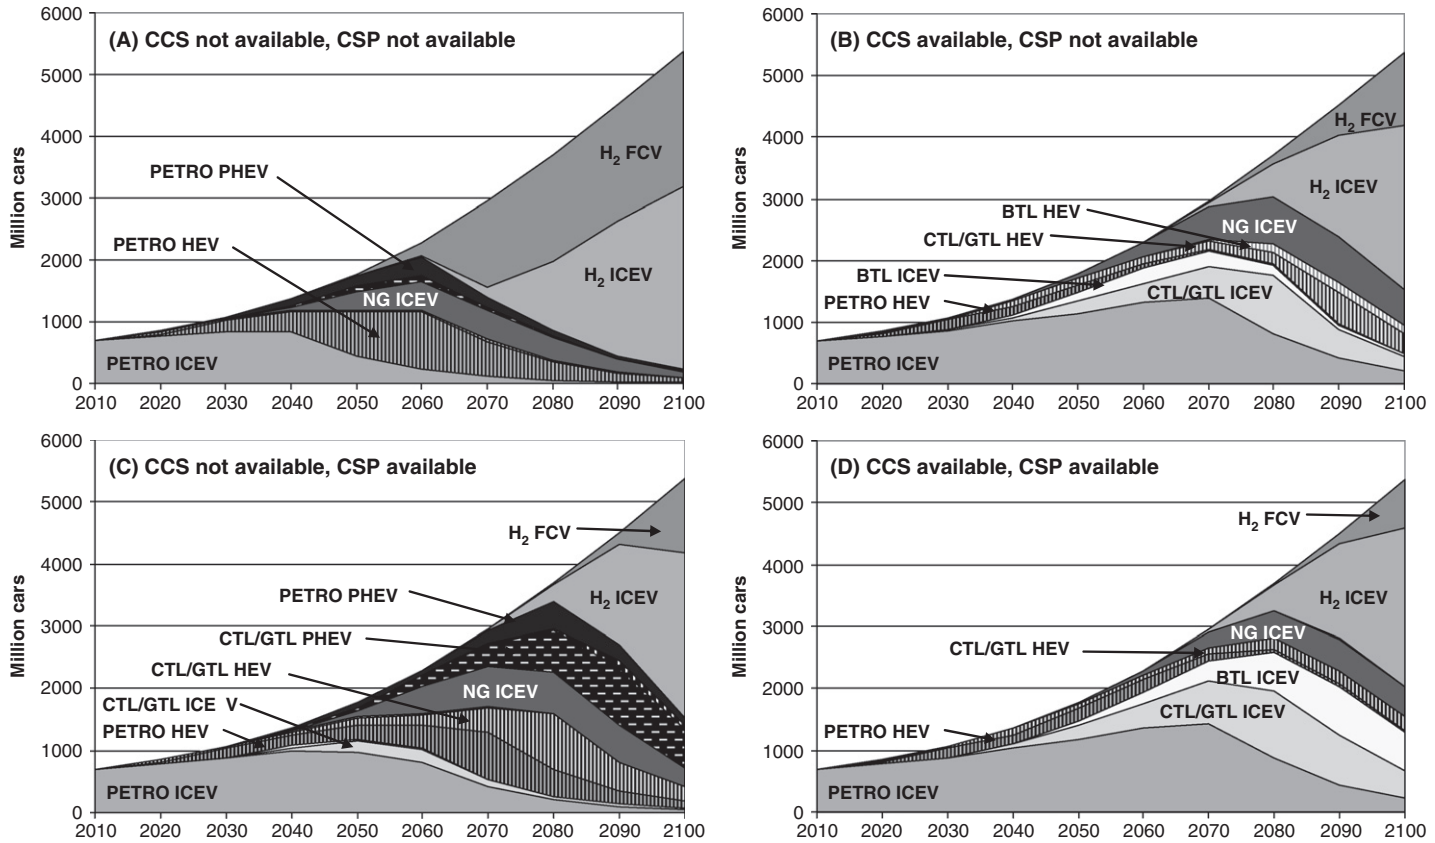 (A) CCS not available, CSP not available
Million cars
6000
5000
4000
3000
2000
1000
0
PETRO PHEV
PETRO HEV
H2 FCV
H2 ICEV
NG ICEV
PETRO ICEV
2010 2020 2030 2040 2050 2060 2070 2080 2090 2100
(B) CCS available, CSP not available
Million cars
6000
5000
4000
3000
2000
1000
0
H2 FCV
H2 ICEV
BTL HEV
NG ICEV
CTL/GTL HEV
BTL ICEV
CTL/GTL ICEV
PETRO HEV
PETRO ICEV
2010 2020 2030 2040 2050 2060 2070 2080 2090 2100
(C) CCS not available, CSP available
Million cars
6000
5000
4000
3000
2000
1000
0
H2 FCV
PETRO PHEV
H2 ICEV
CTL/GTL PHEV
CTL/GTL HEV
NG ICEV
CTL/GTL ICE V
PETRO HEV
PETRO ICEV
2010 2020 2030 2040 2050 2060 2070 2080 2090 2100
(D) CCS available, CSP available
Million cars
6000
5000
4000
3000
2000
1000
0
H2 FCV
H2 ICEV
NG ICEV
CTL/GTL HEV
BTL ICEV
CTL/GTL ICEV
PETRO HEV
PETRO ICEV
2010 2020 2030 2040 2050 2060 2070 2080 2090 2100